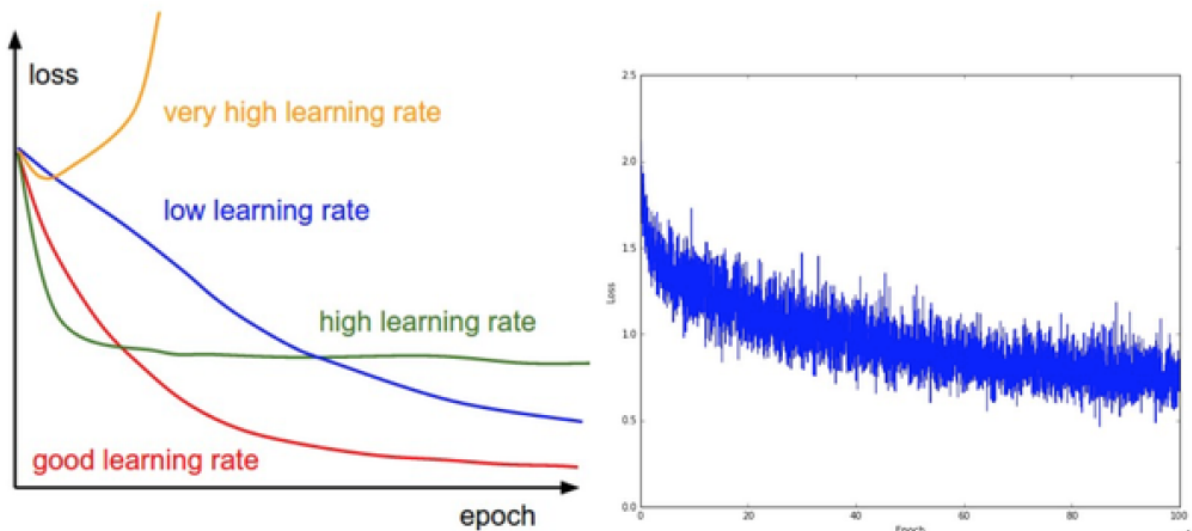 loss
very high learning rate
low learning rate
high learning rate
good learning rate
epoch
2.5
2.0
1.5
1.0
0.5
0.0
Loss
0 20 40 60 80 100
Epoch